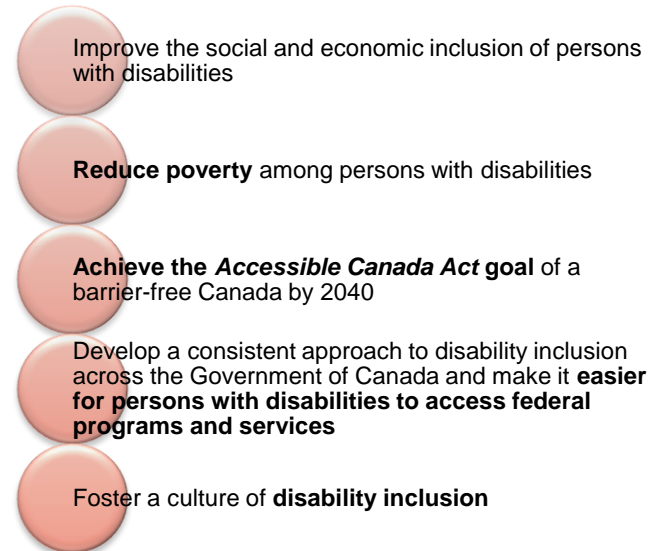 Improve the social and economic inclusion of persons
with disabilities
Reduce poverty among persons with disabilities
Achieve the Accessible Canada Act goal of a
barrier-free Canada by 2040
Develop a consistent approach to disability inclusion
across the Government of Canada and make it easier
for persons with disabilities to access federal
programs and services
Foster a culture of disability inclusion